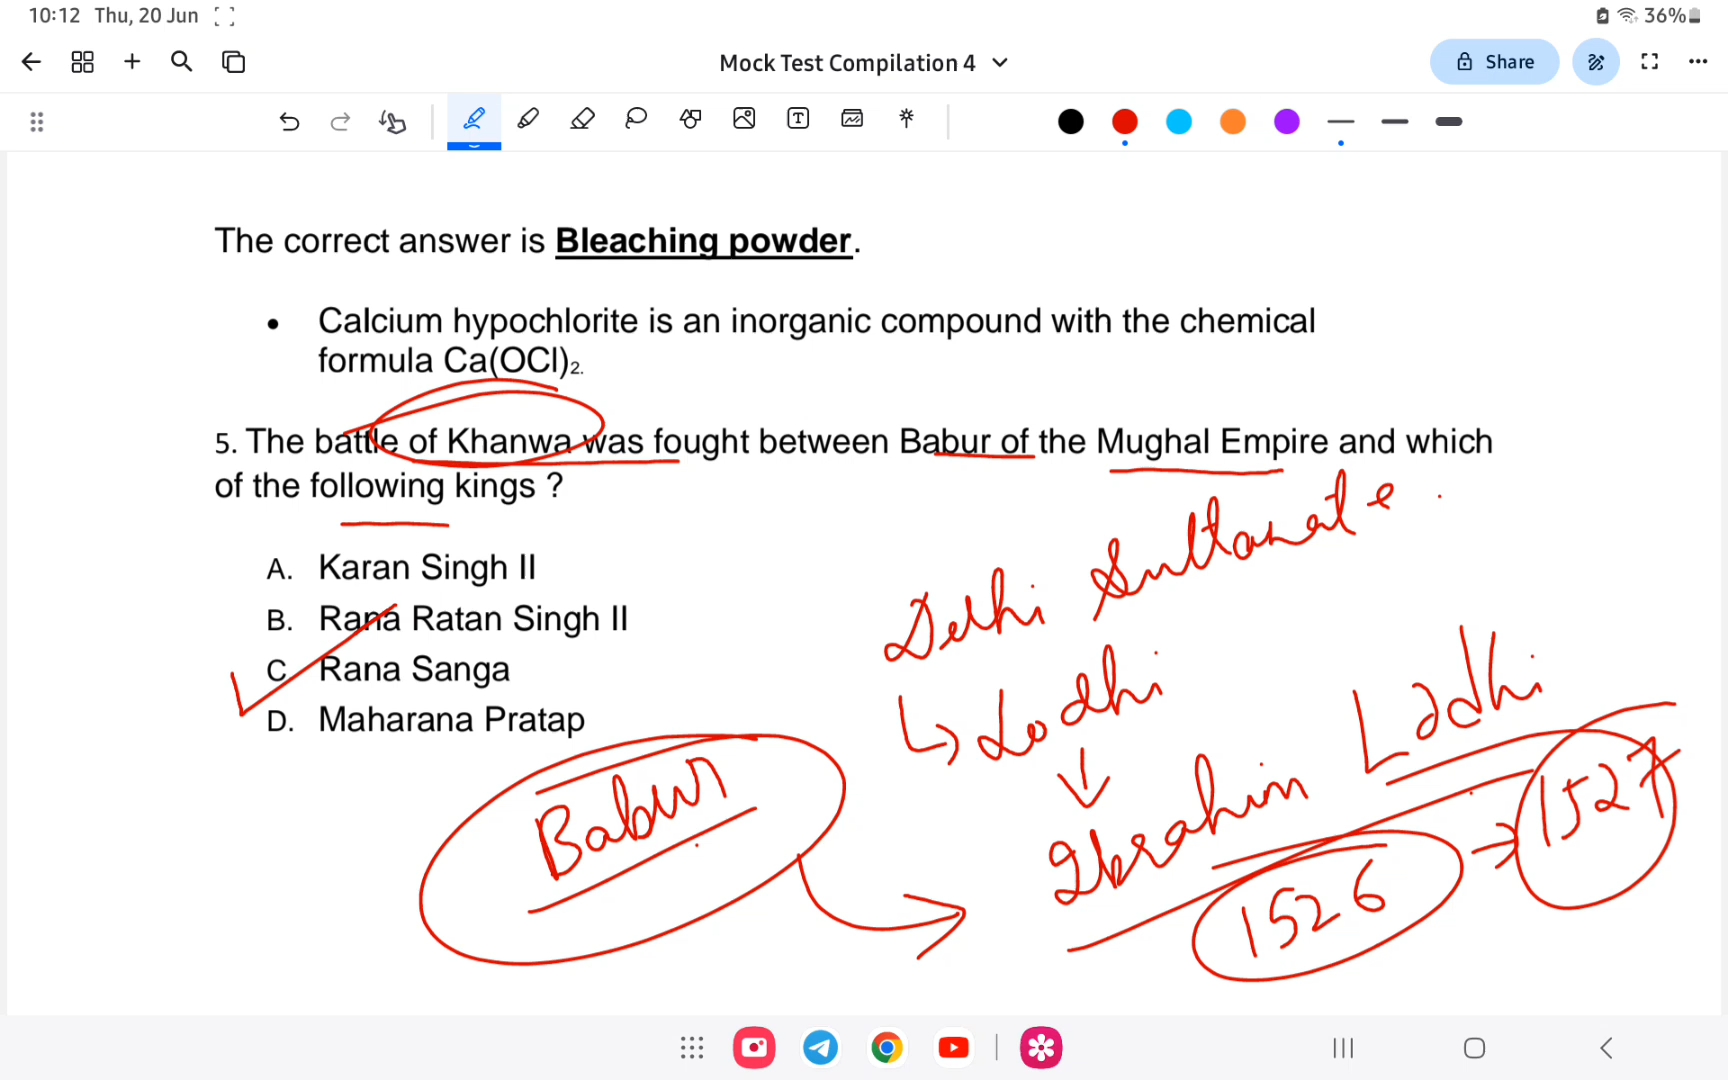 10:12 Thu, 20 Jun
36%
Mock Test Compilation 4
Share
The correct answer is Bleaching powder.
• Calcium hypochlorite is an inorganic compound with the chemical
formula Ca(OCl)2.
5. The battle of Khanwa was fought between Babur of the Mughal Empire and which
of the following kings ?
A. Karan Singh II
B. Rana Ratan Singh II
C. Rana Sanga
D. Maharana Pratap
Delhi Sultanate
Lodhi
Ibrahim Lodhi
Babur
1526
1527